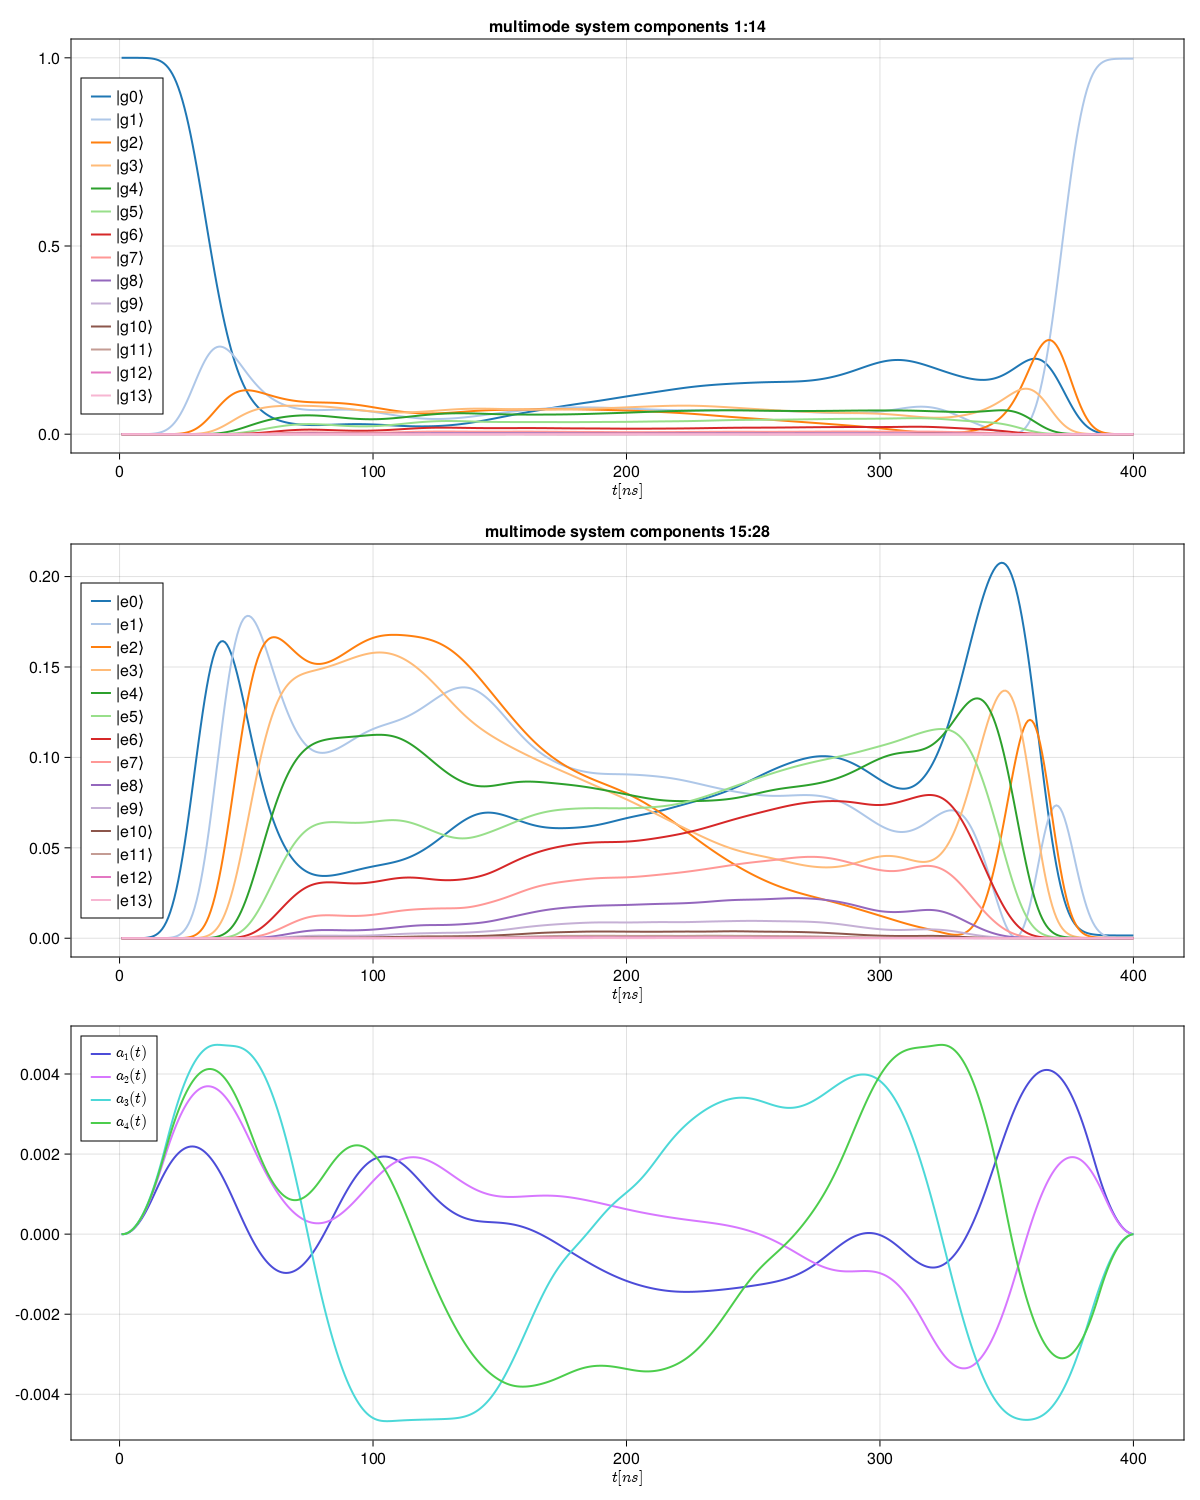 multimode system components 1:14
1.0
0.5
0.0
|g0⟩
|g1⟩
|g2⟩
|g3⟩
|g4⟩
|g5⟩
|g6⟩
|g7⟩
|g8⟩
|g9⟩
|g10⟩
|g11⟩
|g12⟩
|g13⟩
0 100 200 300 400
t[ns]
multimode system components 15:28
0.20
0.15
0.10
0.05
0.00
|e0⟩
|e1⟩
|e2⟩
|e3⟩
|e4⟩
|e5⟩
|e6⟩
|e7⟩
|e8⟩
|e9⟩
|e10⟩
|e11⟩
|e12⟩
|e13⟩
0 100 200 300 400
t[ns]
0.004
0.002
0.000
-0.002
-0.004
a₁(t)
a₂(t)
a₃(t)
a₄(t)
0 100 200 300 400
t[ns]